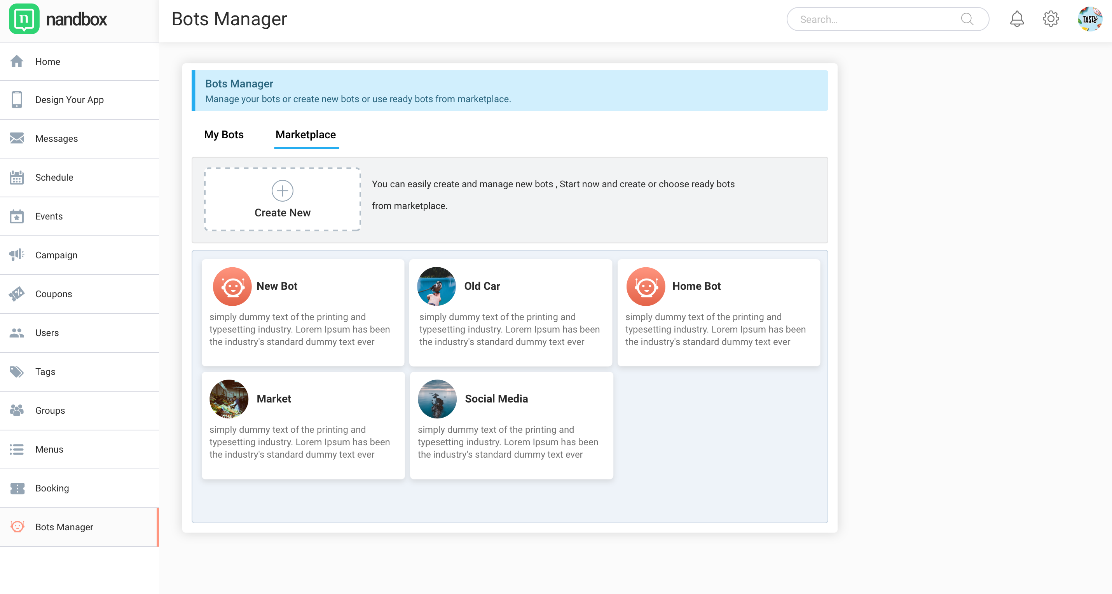 nandbox
Bots Manager
Search...
TASTY
Home
Design Your App
Messages
Schedule
Events
Campaign
Coupons
Users
Tags
Groups
Menus
Booking
Bots Manager
Bots Manager
Manage your bots or create new bots or use ready bots from marketplace.
My Bots
Marketplace
Create New
You can easily create and manage new bots , Start now and create or choose ready bots
from marketplace.
New Bot
simply dummy text of the printing and
typesetting industry. Lorem Ipsum has been
the industry's standard dummy text ever
Old Car
simply dummy text of the printing and
typesetting industry. Lorem Ipsum has been
the industry's standard dummy text ever
Home Bot
simply dummy text of the printing and
typesetting industry. Lorem Ipsum has been
the industry's standard dummy text ever
Market
simply dummy text of the printing and
typesetting industry. Lorem Ipsum has been
the industry's standard dummy text ever
Social Media
simply dummy text of the printing and
typesetting industry. Lorem Ipsum has been
the industry's standard dummy text ever